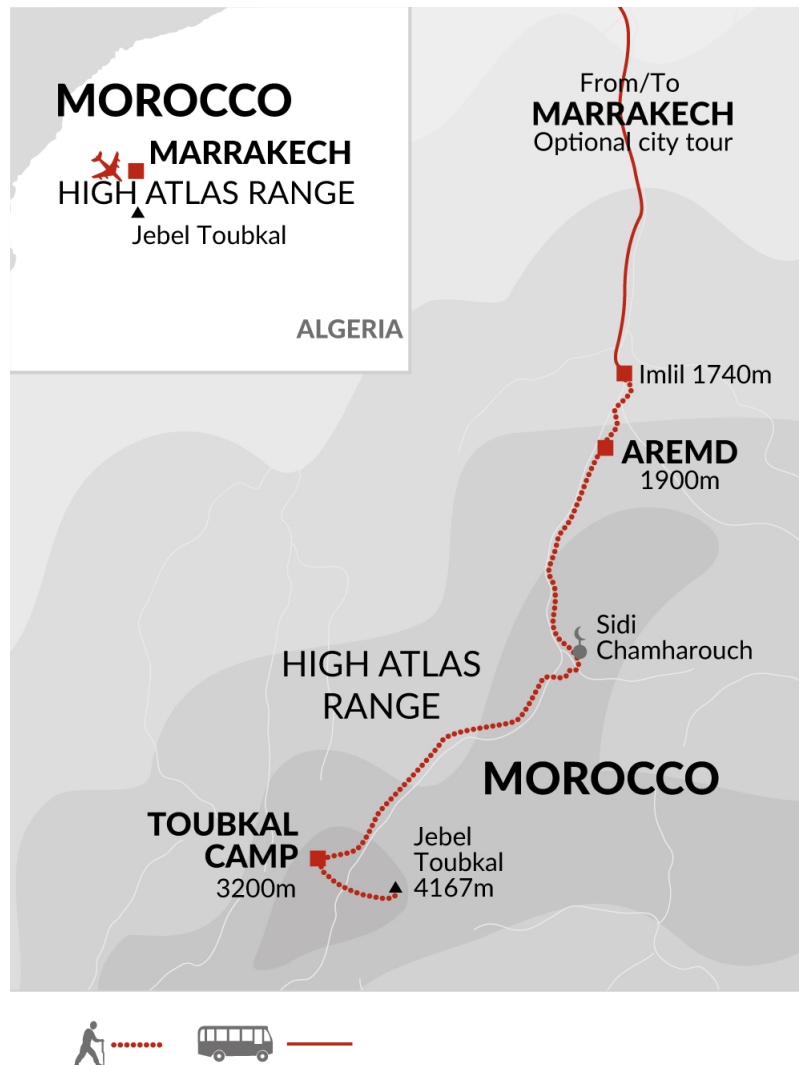 MOROCCO
MARRAKECH
HIGH ATLAS RANGE
Jebel Toubkal
ALGERIA
From/To
MARRAKECH
Optional city tour
Imlil 1740m
AREMD
1900m
Sidi
Chamharouch
HIGH ATLAS
RANGE
MOROCCO
TOUBKAL
CAMP
3200m
Jebel
Toubkal
4167m